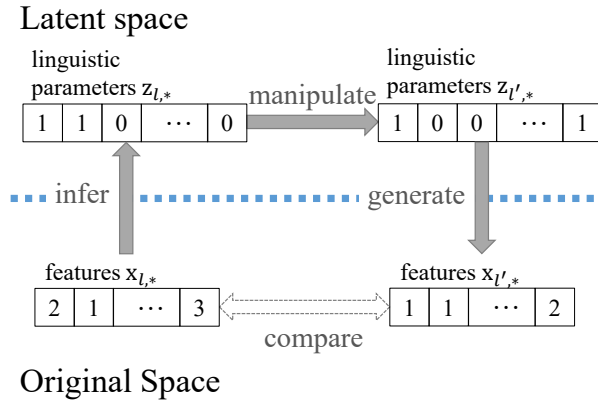 Latent space
linguistic
parameters z_{l,*}
1 1 0 ⋯ 0
manipulate
linguistic
parameters z_{l′,*}
1 0 0 ⋯ 1
infer
generate
features x_{l,*}
2 1 ⋯ 3
compare
features x_{l′,*}
1 1 ⋯ 2
Original Space